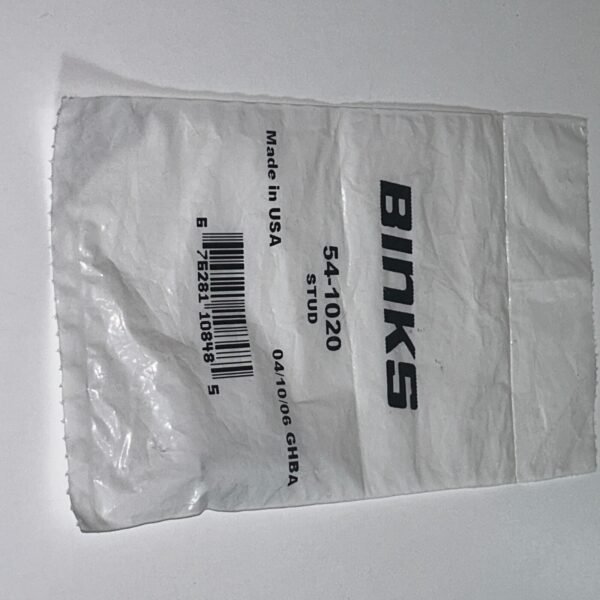 BINKS
54-1020
STUD
Made in USA 04/10/06 GHBA
6 75281 10848 5